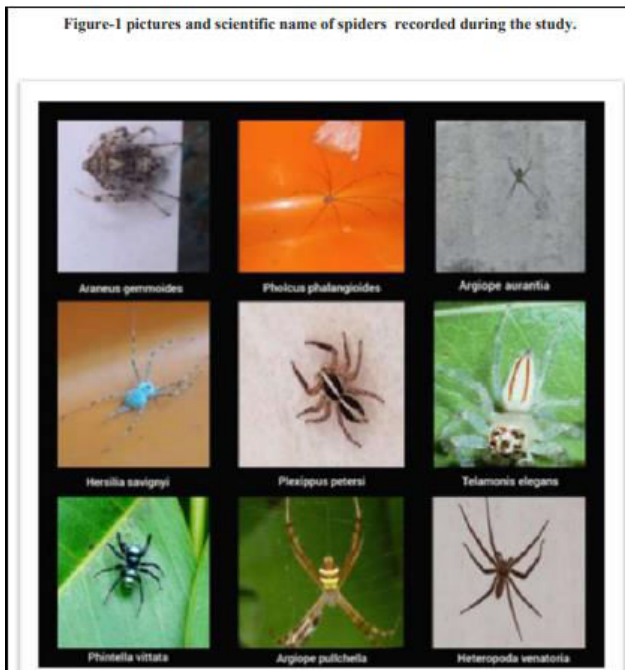 Figure-1 pictures and scientific name of spiders recorded during the study.
Araneus gemmoides
Pholcus phalangioides
Argiope aurantia
Hersilia savignyi
Plexippus petersi
Telamonis elegans
Phintella vittata
Argiope pullchella
Heteropoda venatoria